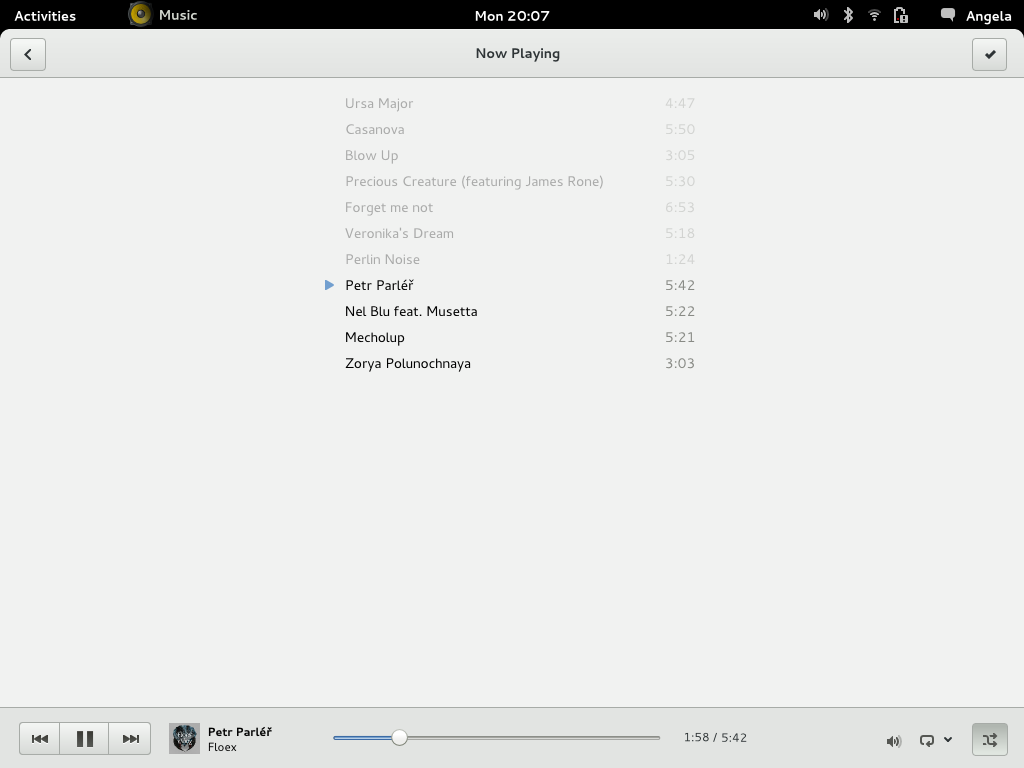 Activities Music Mon 20:07 Angela
Now Playing
Ursa Major 4:47
Casanova 5:50
Blow Up 3:05
Precious Creature (featuring James Rone) 5:30
Forget me not 6:53
Veronika's Dream 5:18
Perlin Noise 1:24
Petr Parléř 5:42
Nel Blu feat. Musetta 5:22
Mecholup 5:21
Zorya Polunochnaya 3:03
Petr Parléř
Floex
1:58 / 5:42